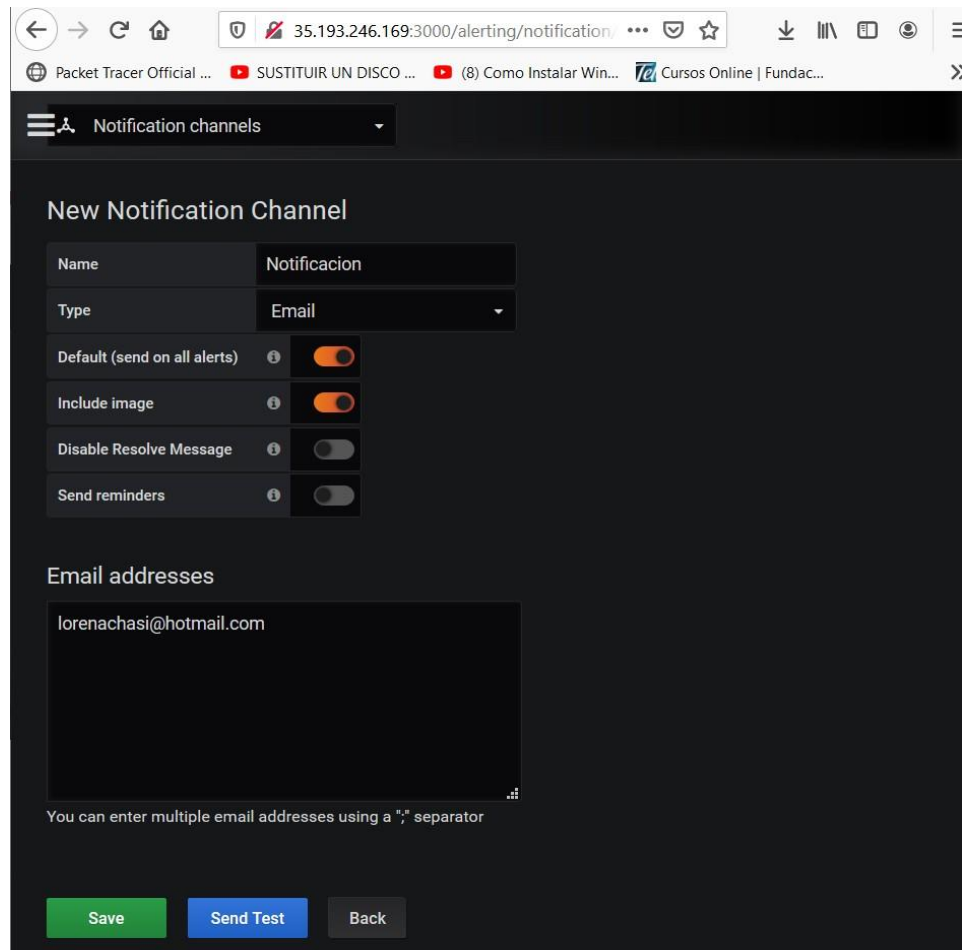 35.193.246.169:3000/alerting/notification/
Packet Tracer Official ... SUSTITUIR UN DISCO ... (8) Como Instalar Win... Tel Cursos Online | Fundac...
Notification channels
New Notification Channel
Name Notificacion
Type Email
Default (send on all alerts)
Include image
Disable Resolve Message
Send reminders
Email addresses
lorenachasi@hotmail.com
You can enter multiple email addresses using a ";" separator
Save Send Test Back